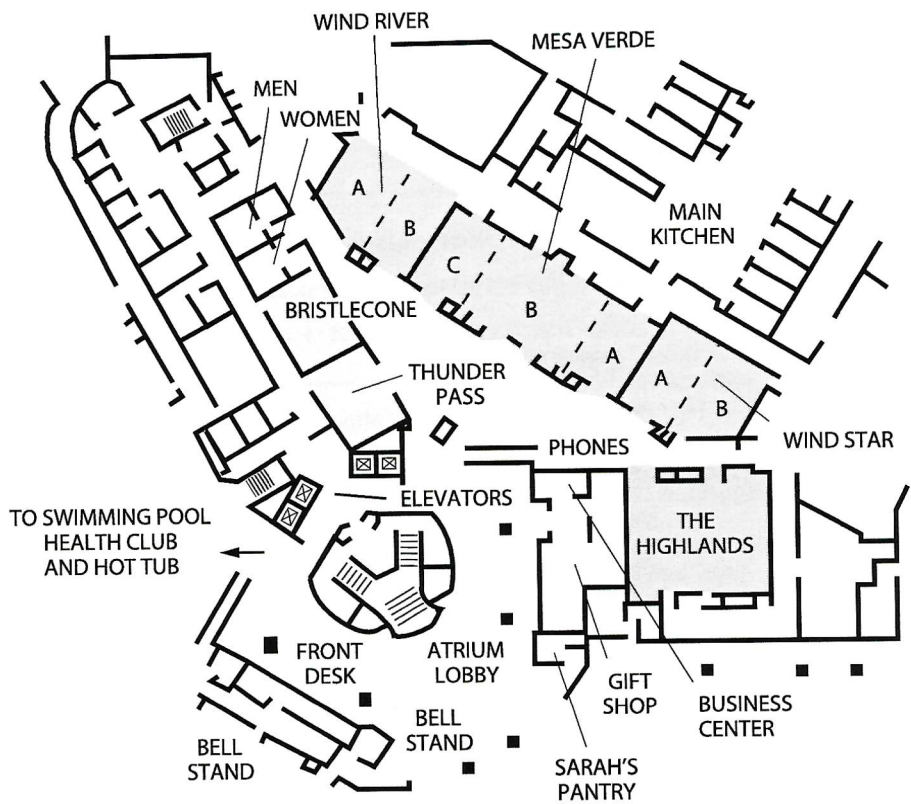 WIND RIVER
MESA VERDE
MEN
WOMEN
A
B
C
B
A
A
B
MAIN
KITCHEN
BRISTLECONE
THUNDER
PASS
WIND STAR
PHONES
ELEVATORS
THE
HIGHLANDS
TO SWIMMING POOL
HEALTH CLUB
AND HOT TUB
FRONT
DESK
ATRIUM
LOBBY
GIFT
SHOP
BUSINESS
CENTER
BELL
STAND
BELL
STAND
SARAH'S
PANTRY